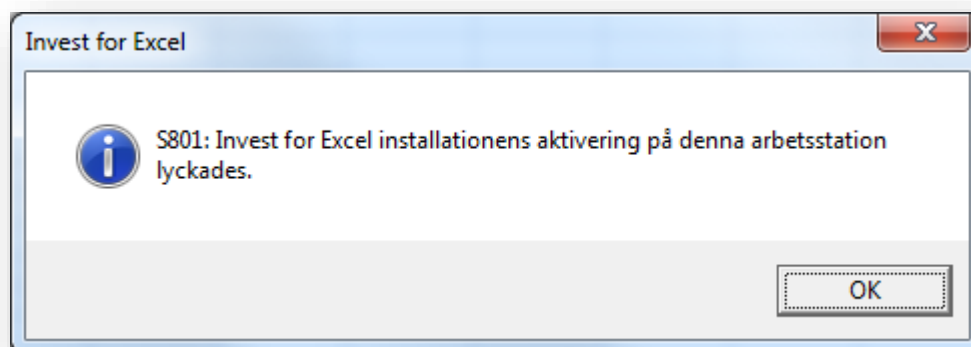 Invest for Excel
S801: Invest for Excel installationens aktivering på denna arbetsstation
lyckades.
OK